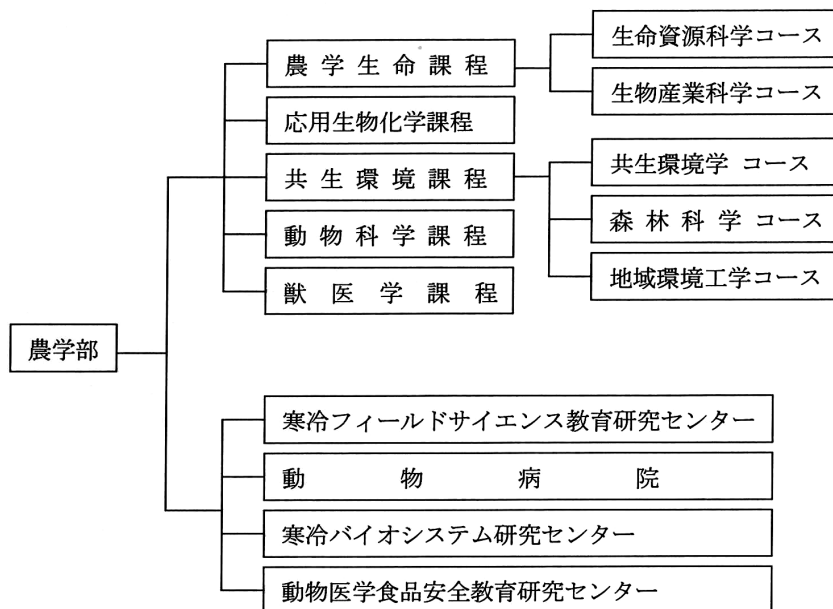 農学部
農学生命課程
生命資源科学コース
生物産業科学コース
応用生物化学課程
共生環境課程
共生環境学 コース
森林科学 コース
地域環境工学コース
動物科学課程
獣医学課程
寒冷フィールドサイエンス教育研究センター
動物病院
寒冷バイオシステム研究センター
動物医学食品安全教育研究センター